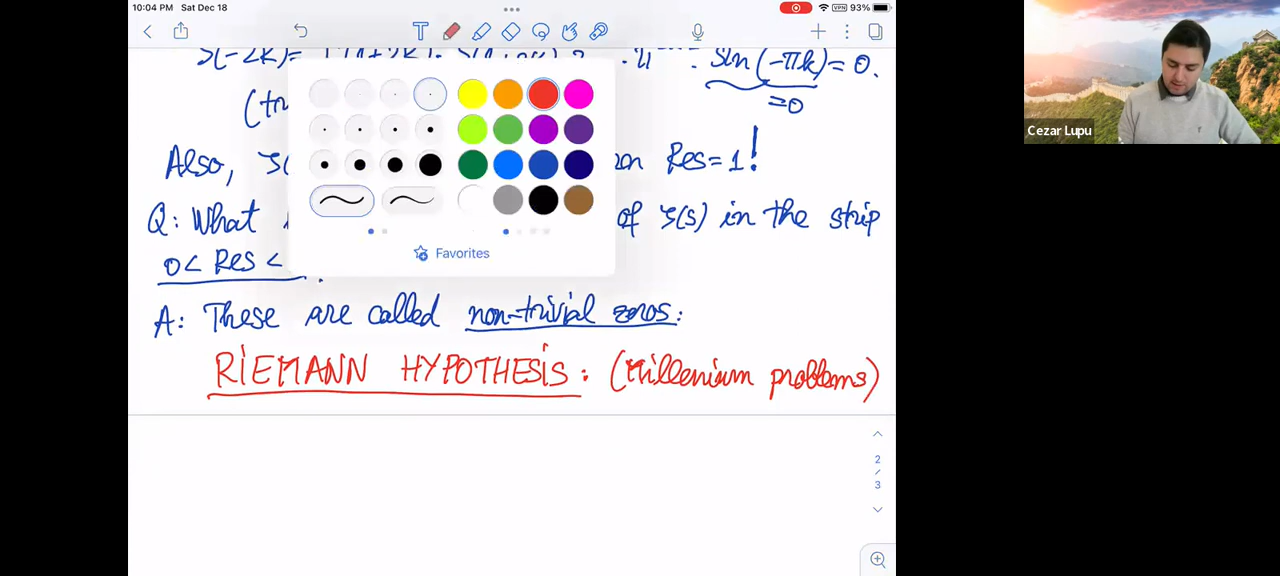 10:04 PM Sat Dec 18
VPN 93%
T
sin(-πk) = 0.
=0
Also,
Res=1!
Q: What
of ζ(s) in the strip
0< Res <
Favorites
A: These are called non-trivial zeros:
RIEMANN HYPOTHESIS: (Millenium problems)
2
/
3
Cezar Lupu